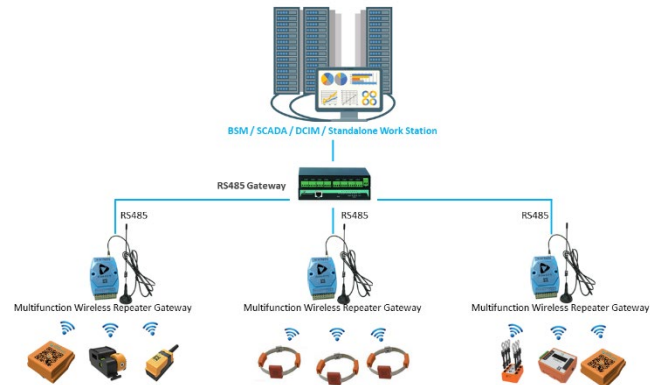 BSM / SCADA / DCIM / Standalone Work Station
RS485 Gateway
RS485
RS485
RS485
Multifunction Wireless Repeater Gateway
Multifunction Wireless Repeater Gateway
Multifunction Wireless Repeater Gateway